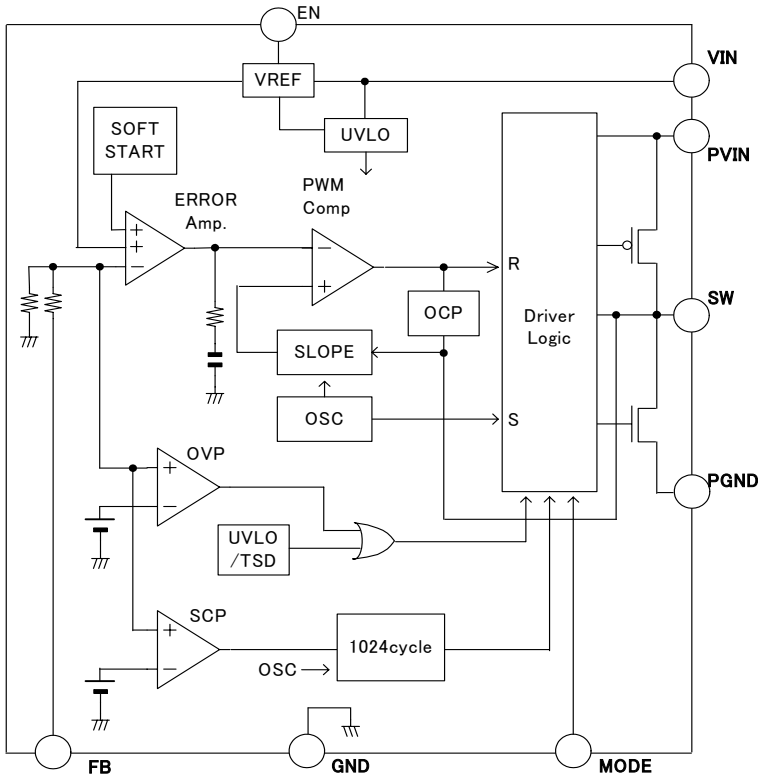 EN
VIN
VREF
PVIN
SOFT
START
UVLO
ERROR
Amp.
PWM
Comp
+
+
−
−
+
R
SW
OCP
Driver
Logic
SLOPE
OSC
S
OVP
+
−
PGND
UVLO
/TSD
SCP
+
−
1024cycle
OSC
FB
GND
MODE